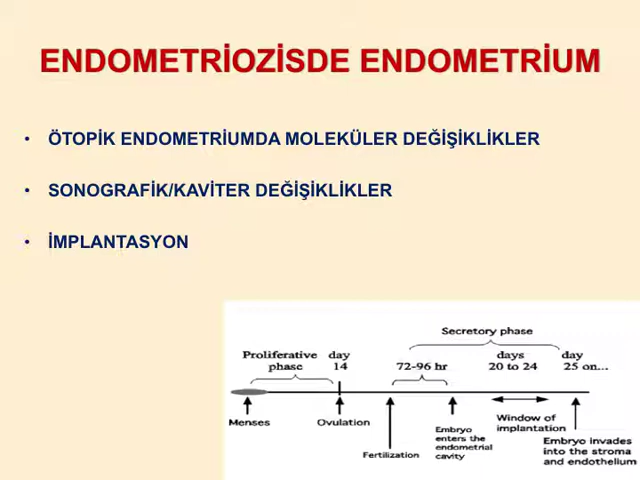 ENDOMETRİOZİSDE ENDOMETRİUM
• ÖTOPİK ENDOMETRİUMDA MOLEKÜLER DEĞİŞİKLİKLER
• SONOGRAFİK/KAVİTER DEĞİŞİKLİKLER
• İMPLANTASYON
Secretory phase
Proliferative phase
day 14
72-96 hr
days 20 to 24
day 25 on...
Menses
Ovulation
Fertilization
Embryo enters the endometrial cavity
Window of implantation
Embryo invades into the stroma and endothelium